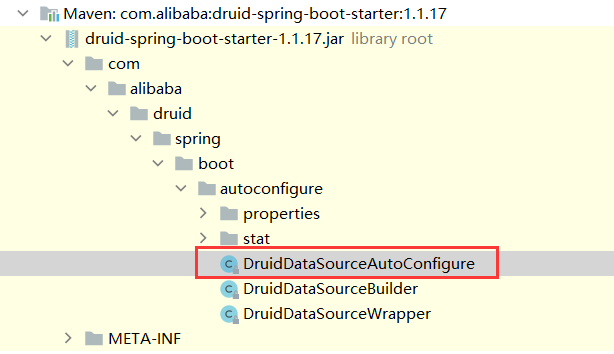 Maven: com.alibaba:druid-spring-boot-starter:1.1.17
druid-spring-boot-starter-1.1.17.jar library root
com
alibaba
druid
spring
boot
autoconfigure
properties
stat
C DruidDataSourceAutoConfigure
C DruidDataSourceBuilder
C DruidDataSourceWrapper
META-INF